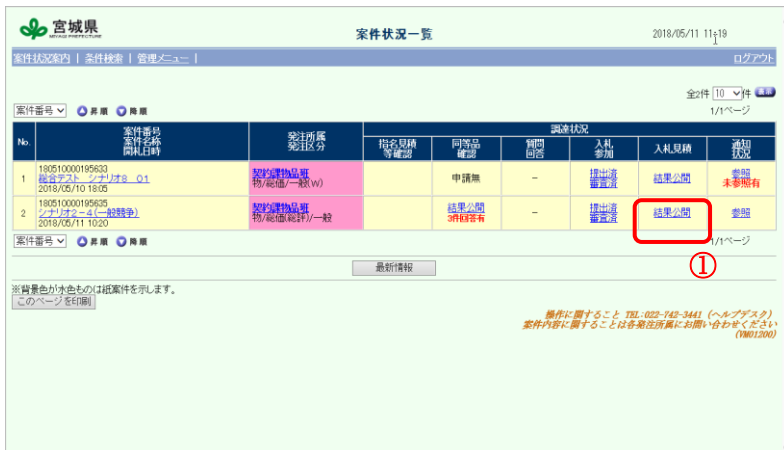 宮城県
MIYAGI PREFECTURE
案件状況一覧
2018/05/11 11:19
案件状況案内 | 条件検索 | 管理メニュー |
ログアウト
全2件 10 件 表示
案件番号 昇順 降順
1/1ページ
No.
案件番号
案件名称
開札日時
発注所属
発注区分
調達状況
指名見積
等確認
同等品
確認
質問
回答
入札
参加
入札見積
通知
状況
1
180510000195633
総合テスト シナリオ8 01
2018/05/10 18:05
契約課物品班
物/総価/一般(W)
申請無
－
提出済
審査済
結果公開
参照
未参照有
2
180510000195635
シナリオ2－4(一般競争)
2018/05/11 10:20
契約課物品班
物/総価(総評)/一般
結果公開
3件回答有
－
提出済
審査済
結果公開
参照
案件番号 昇順 降順
1/1ページ
①
最新情報
※背景色が水色ものは紙案件を示します。
このページを印刷
操作に関すること TEL:022-742-3441 (ヘルプデスク)
案件内容に関することは各発注所属にお問い合わせください
(VM01200)